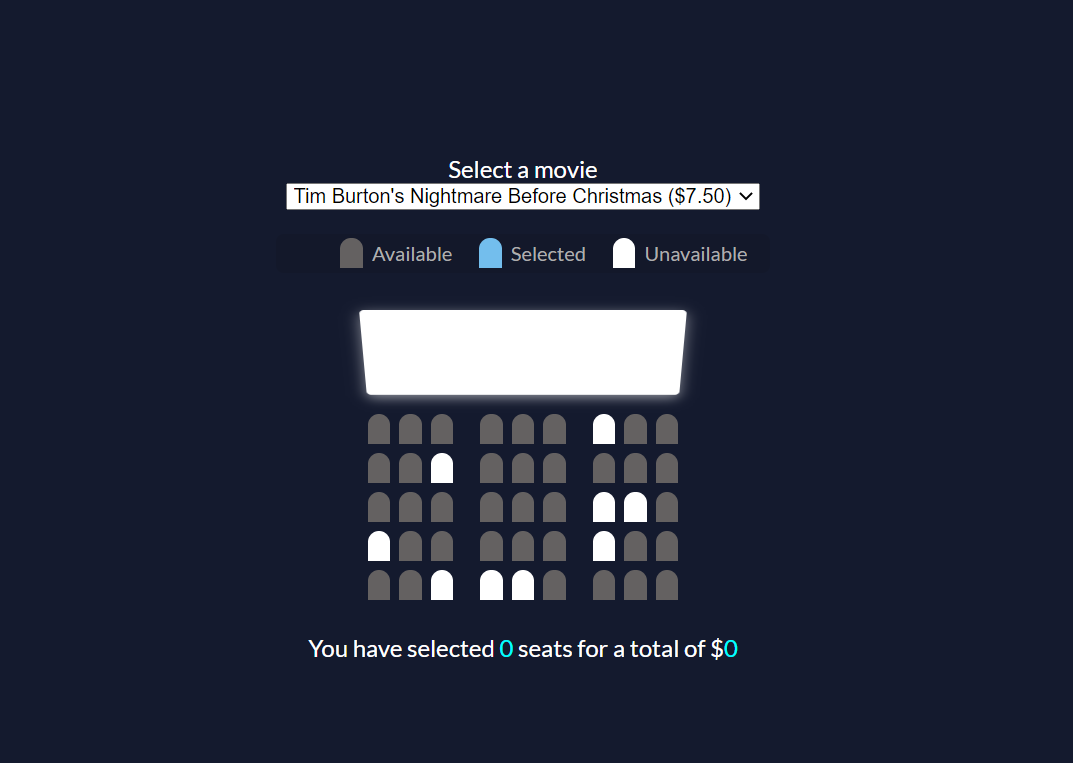 Select a movie
Tim Burton's Nightmare Before Christmas ($7.50)
Available Selected Unavailable
You have selected 0 seats for a total of $0